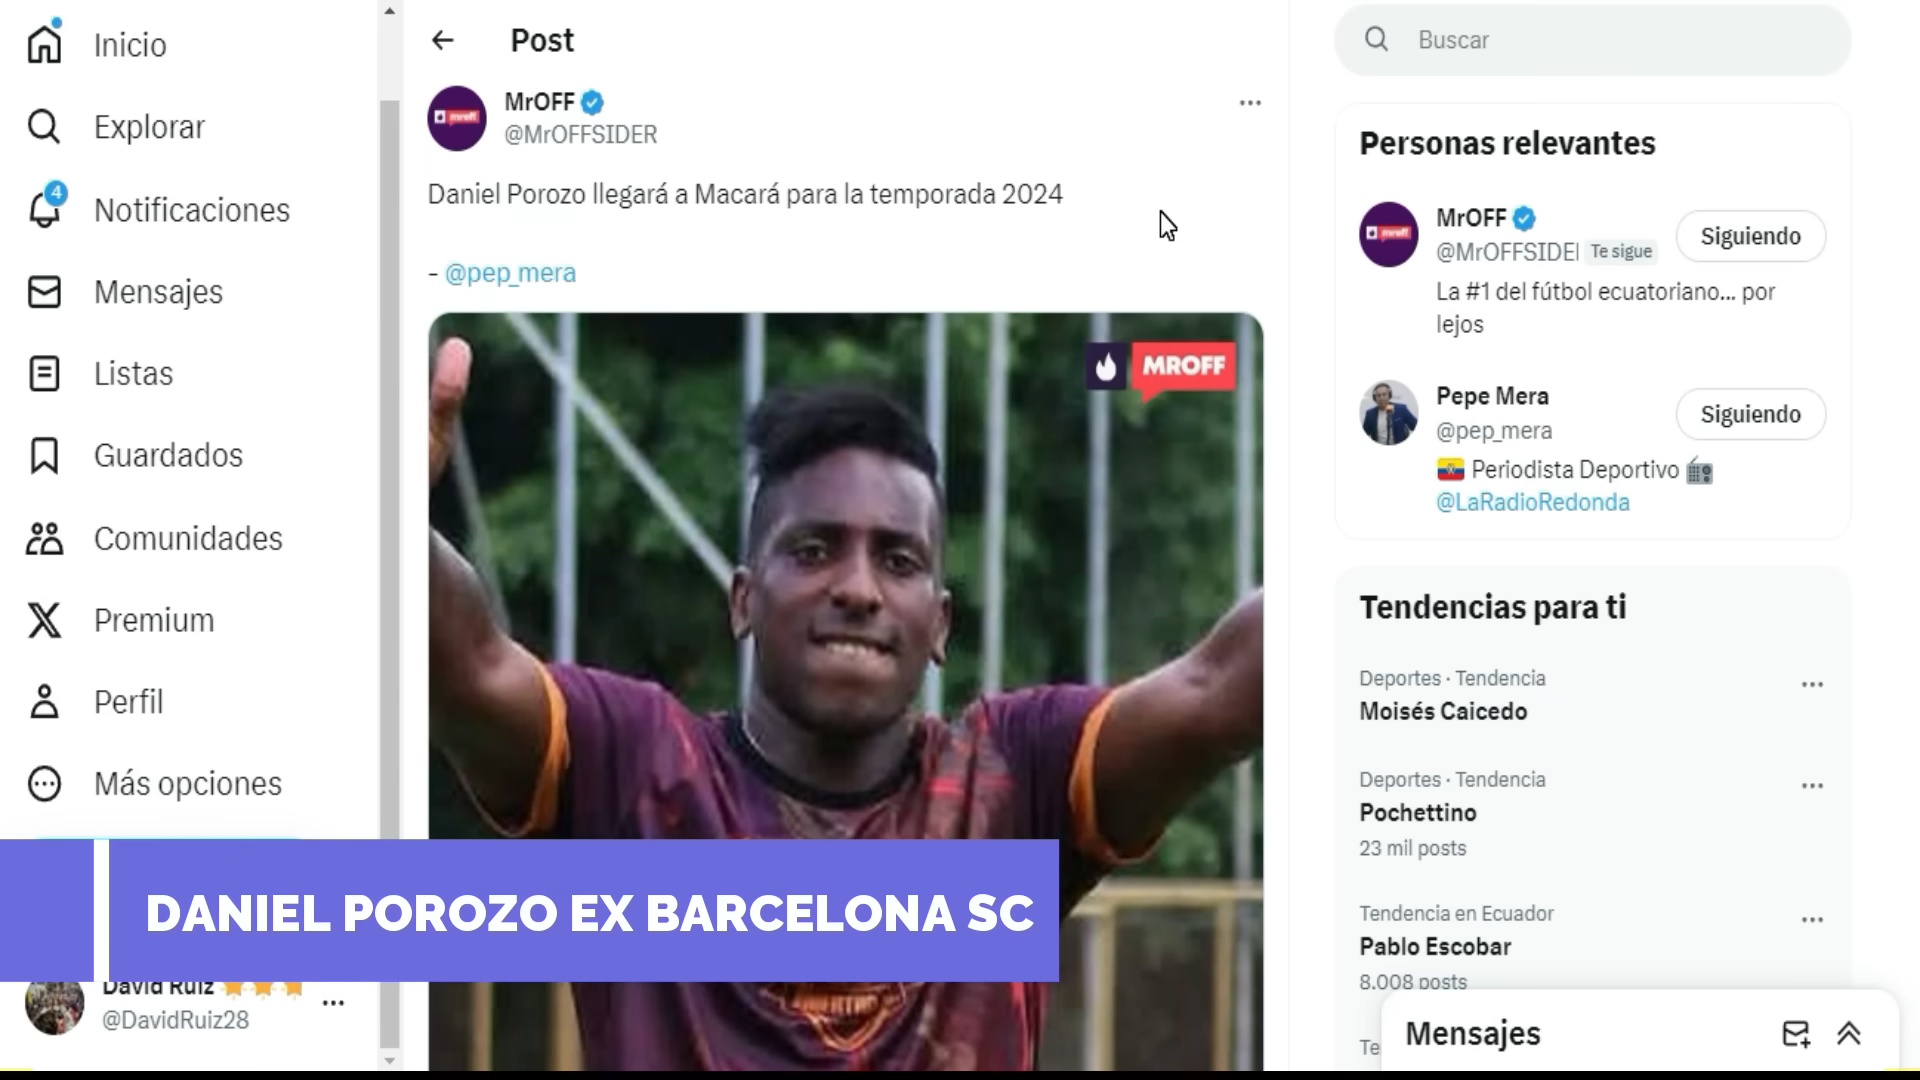 Inicio
Explorar
4
Notificaciones
Mensajes
Listas
Guardados
Comunidades
Premium
Perfil
Más opciones
David Ruiz
@DavidRuiz28
Post
mroff
MrOFF
@MrOFFSIDER
Daniel Porozo llegará a Macará para la temporada 2024
- @pep_mera
MROFF
DANIEL POROZO EX BARCELONA SC
Buscar
Personas relevantes
mroff
MrOFF
@MrOFFSIDE Te sigue
Siguiendo
La #1 del fútbol ecuatoriano... por
lejos
Pepe Mera
@pep_mera
Siguiendo
Periodista Deportivo
@LaRadioRedonda
Tendencias para ti
Deportes · Tendencia
Moisés Caicedo
Deportes · Tendencia
Pochettino
23 mil posts
Tendencia en Ecuador
Pablo Escobar
8.008 posts
Te
Mensajes